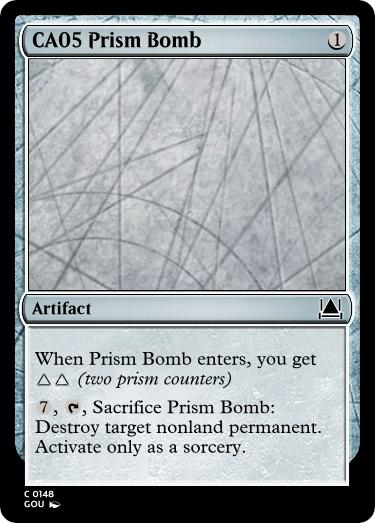 CA05 Prism Bomb 1
Artifact
When Prism Bomb enters, you get
△△ (two prism counters)
7, , Sacrifice Prism Bomb:
Destroy target nonland permanent.
Activate only as a sorcery.
C 0148
GOU